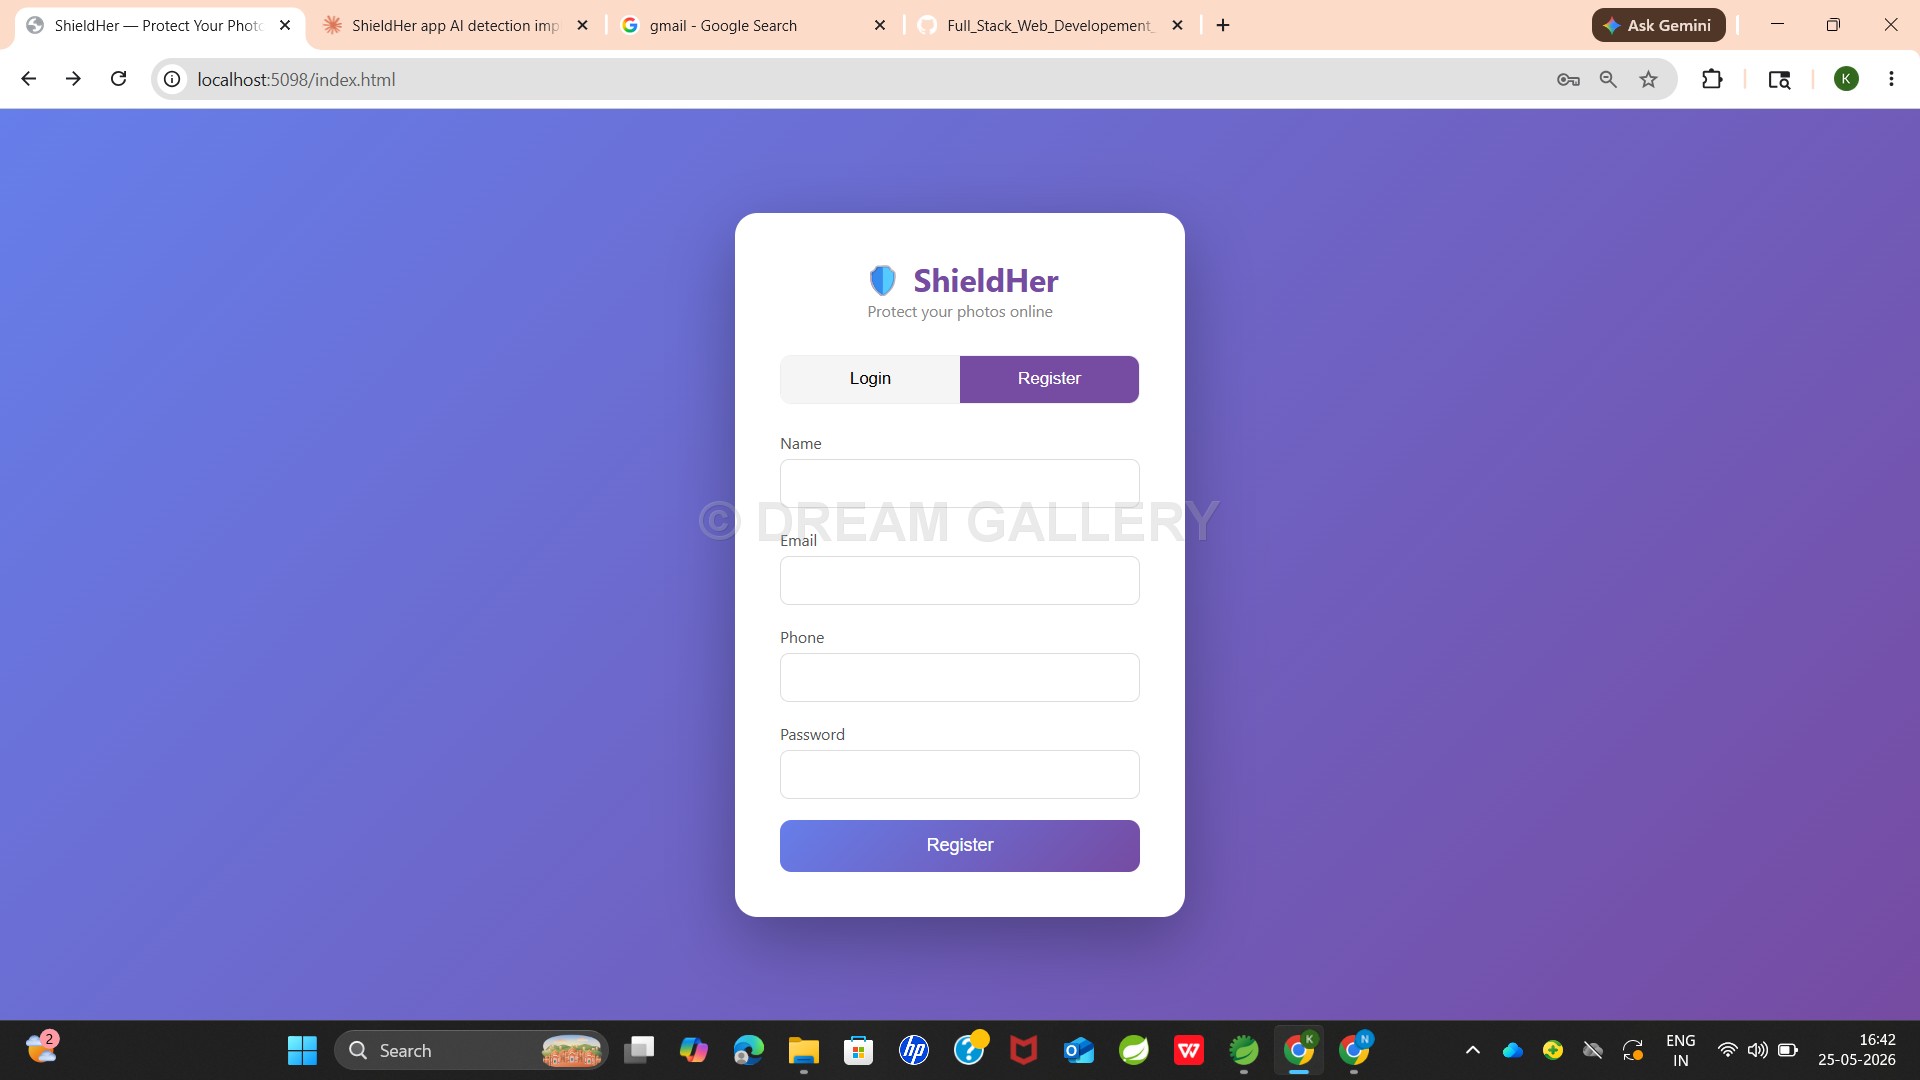 ShieldHer — Protect Your Phot
ShieldHer app AI detection imp
gmail - Google Search
Full_Stack_Web_Developement_
Ask Gemini
localhost:5098/index.html
K
ShieldHer
Protect your photos online
Login
Register
Name
© DREAM GALLERY
Email
Phone
Password
Register
2
Search
hp
K
N
ENG
IN
16:42
25-05-2026